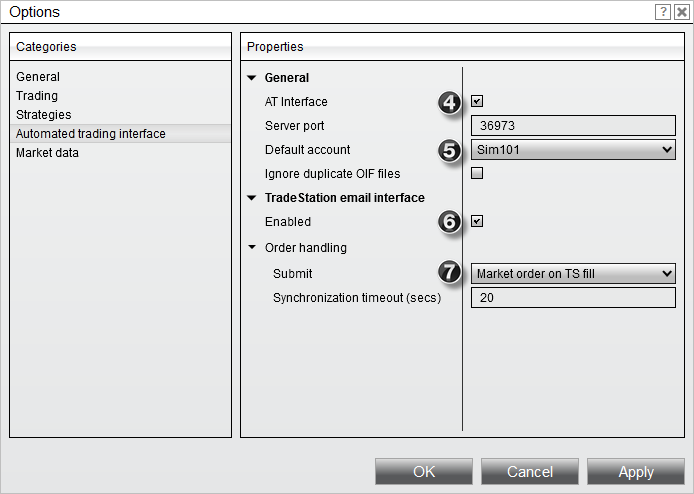 Options
Categories
General
Trading
Strategies
Automated trading interface
Market data
Properties
General
AT Interface 4
Server port 36973
Default account 5 Sim101
Ignore duplicate OIF files
TradeStation email interface
Enabled 6
Order handling
Submit 7 Market order on TS fill
Synchronization timeout (secs) 20
OK Cancel Apply